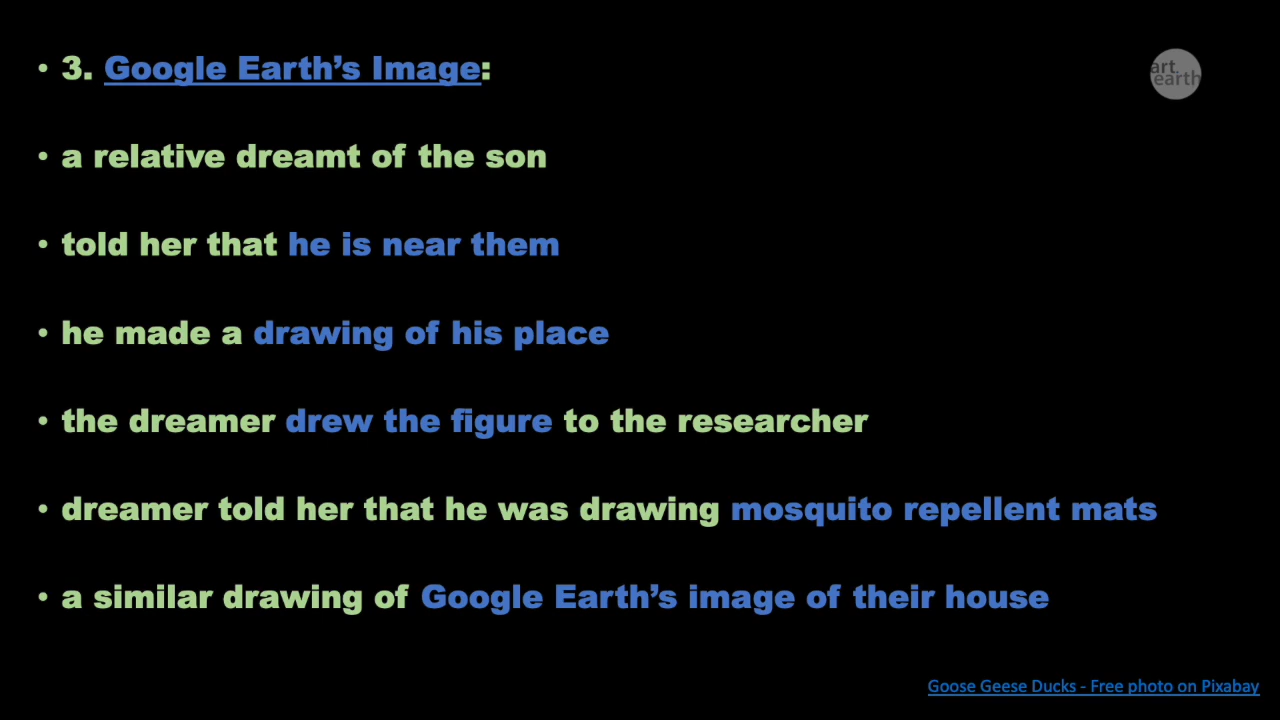 • 3. Google Earth’s Image:
art
earth
• a relative dreamt of the son
• told her that he is near them
• he made a drawing of his place
• the dreamer drew the figure to the researcher
• dreamer told her that he was drawing mosquito repellent mats
• a similar drawing of Google Earth’s image of their house
Goose Geese Ducks - Free photo on Pixabay